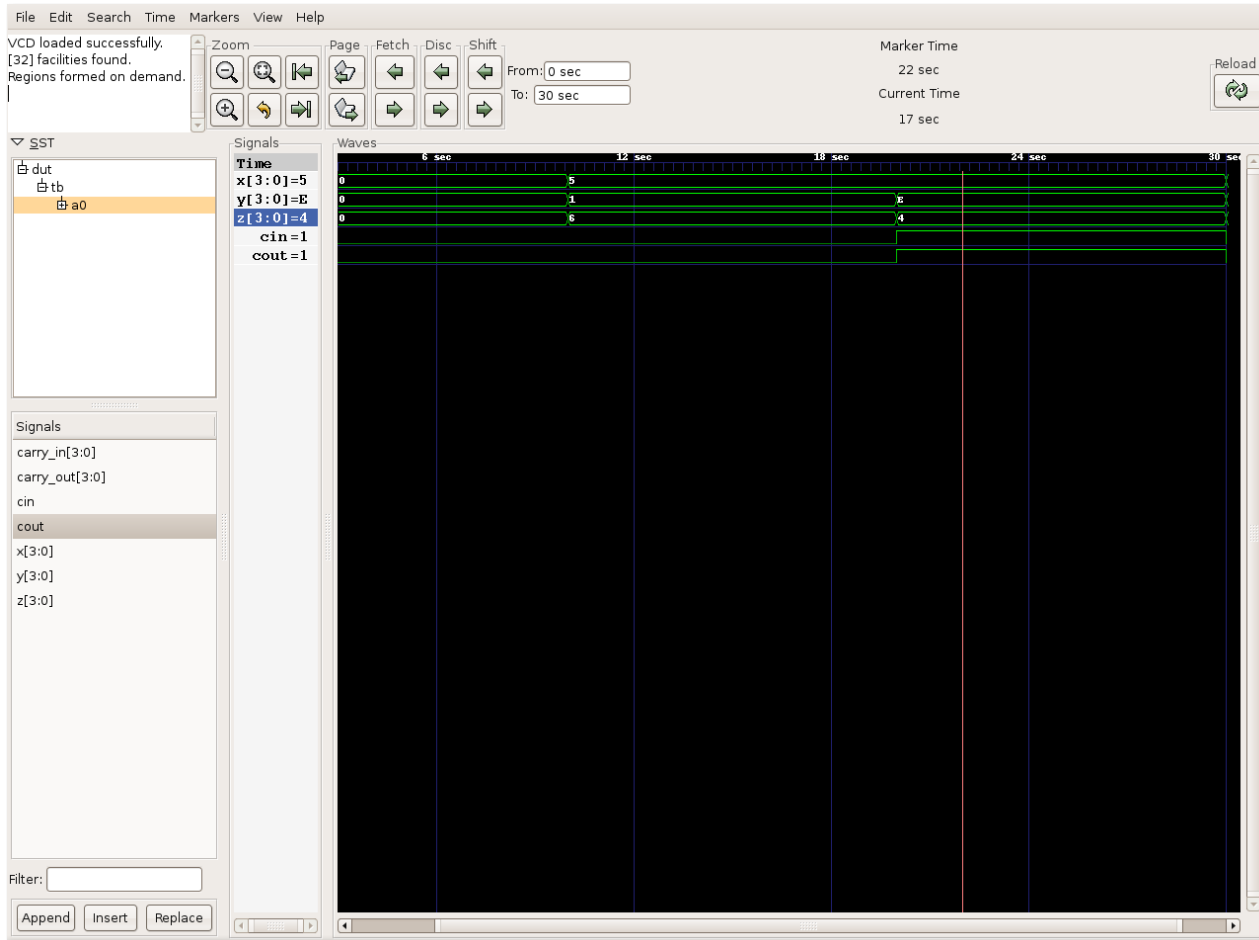 File Edit Search Time Markers View Help
VCD loaded successfully.
[32] facilities found.
Regions formed on demand.
Zoom
Page
Fetch
Disc
Shift
From: 0 sec
To: 30 sec
Marker Time
22 sec
Current Time
17 sec
Reload
SST
dut
tb
a0
Signals
carry_in[3:0]
carry_out[3:0]
cin
cout
x[3:0]
y[3:0]
z[3:0]
Filter:
Append Insert Replace
Signals
Time
x[3:0]=5
y[3:0]=E
z[3:0]=4
cin=1
cout=1
Waves
6 sec 12 sec 18 sec 24 sec 30 sec
0 5
0 1 E
0 6 4